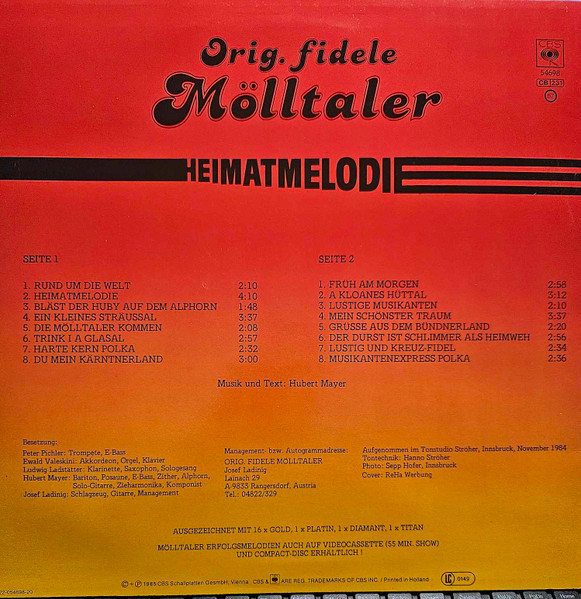 Orig. fidele
Mölltaler
CBS
54698
CB 231
67
HEIMATMELODIE
SEITE 1
1. RUND UM DIE WELT 2:10
2. HEIMATMELODIE 4:10
3. BLÄST DER HUBY AUF DEM ALPHORN 1:48
4. EIN KLEINES STRÄUSSAL 3:37
5. DIE MÖLLTALER KOMMEN 2:08
6. TRINK I A GLASAL 2:57
7. HARTE KERN POLKA 2:32
8. DU MEIN KÄRNTNERLAND 3:00
SEITE 2
1. FRÜH AM MORGEN 2:58
2. A KLOANES HÜTTAL 3:12
3. LUSTIGE MUSIKANTEN 2:10
4. MEIN SCHÖNSTER TRAUM 3:37
5. GRÜSSE AUS DEM BÜNDNERLAND 2:20
6. DER DURST IST SCHLIMMER ALS HEIMWEH 2:56
7. LUSTIG UND KREUZ-FIDEL 2:34
8. MUSIKANTENEXPRESS POLKA 2:36
Musik und Text: Hubert Mayer
Besetzung:
Peter Pichler: Trompete, E-Bass
Ewald Valeskini: Akkordeon, Orgel, Klavier
Ludwig Ladstätter: Klarinette, Saxophon, Sologesang
Hubert Mayer: Bariton, Posaune, E-Bass, Zither, Alphorn,
Solo-Gitarre, Zieharmonika, Komponist
Josef Ladinig: Schlagzeug, Gitarre, Management
Management- bzw. Autogrammadresse:
ORIG. FIDELE MÖLLTALER
Josef Ladinig
Lainach 29
A-9833 Rangersdorf, Austria
Tel.: 04822/329
Aufgenommen im Tonstudio Ströher, Innsbruck, November 1984
Tontechnik: Hanno Ströher
Photo: Sepp Hofer, Innsbruck
Cover: ReHa Werbung
AUSGEZEICHNET MIT 16 x GOLD, 1 x PLATIN, 1 x DIAMANT, 1 x TITAN
MÖLLTALER ERFOLGSMELODIEN AUCH AUF VIDEOCASSETTE (55 MIN. SHOW)
UND COMPACT-DISC ERHÄLTLICH !
© + ℗ 1985 CBS Schallplatten GesmbH, Vienna. CBS & ARE REG. TRADEMARKS OF CBS INC. / Printed in Holland
LC 0149
Home